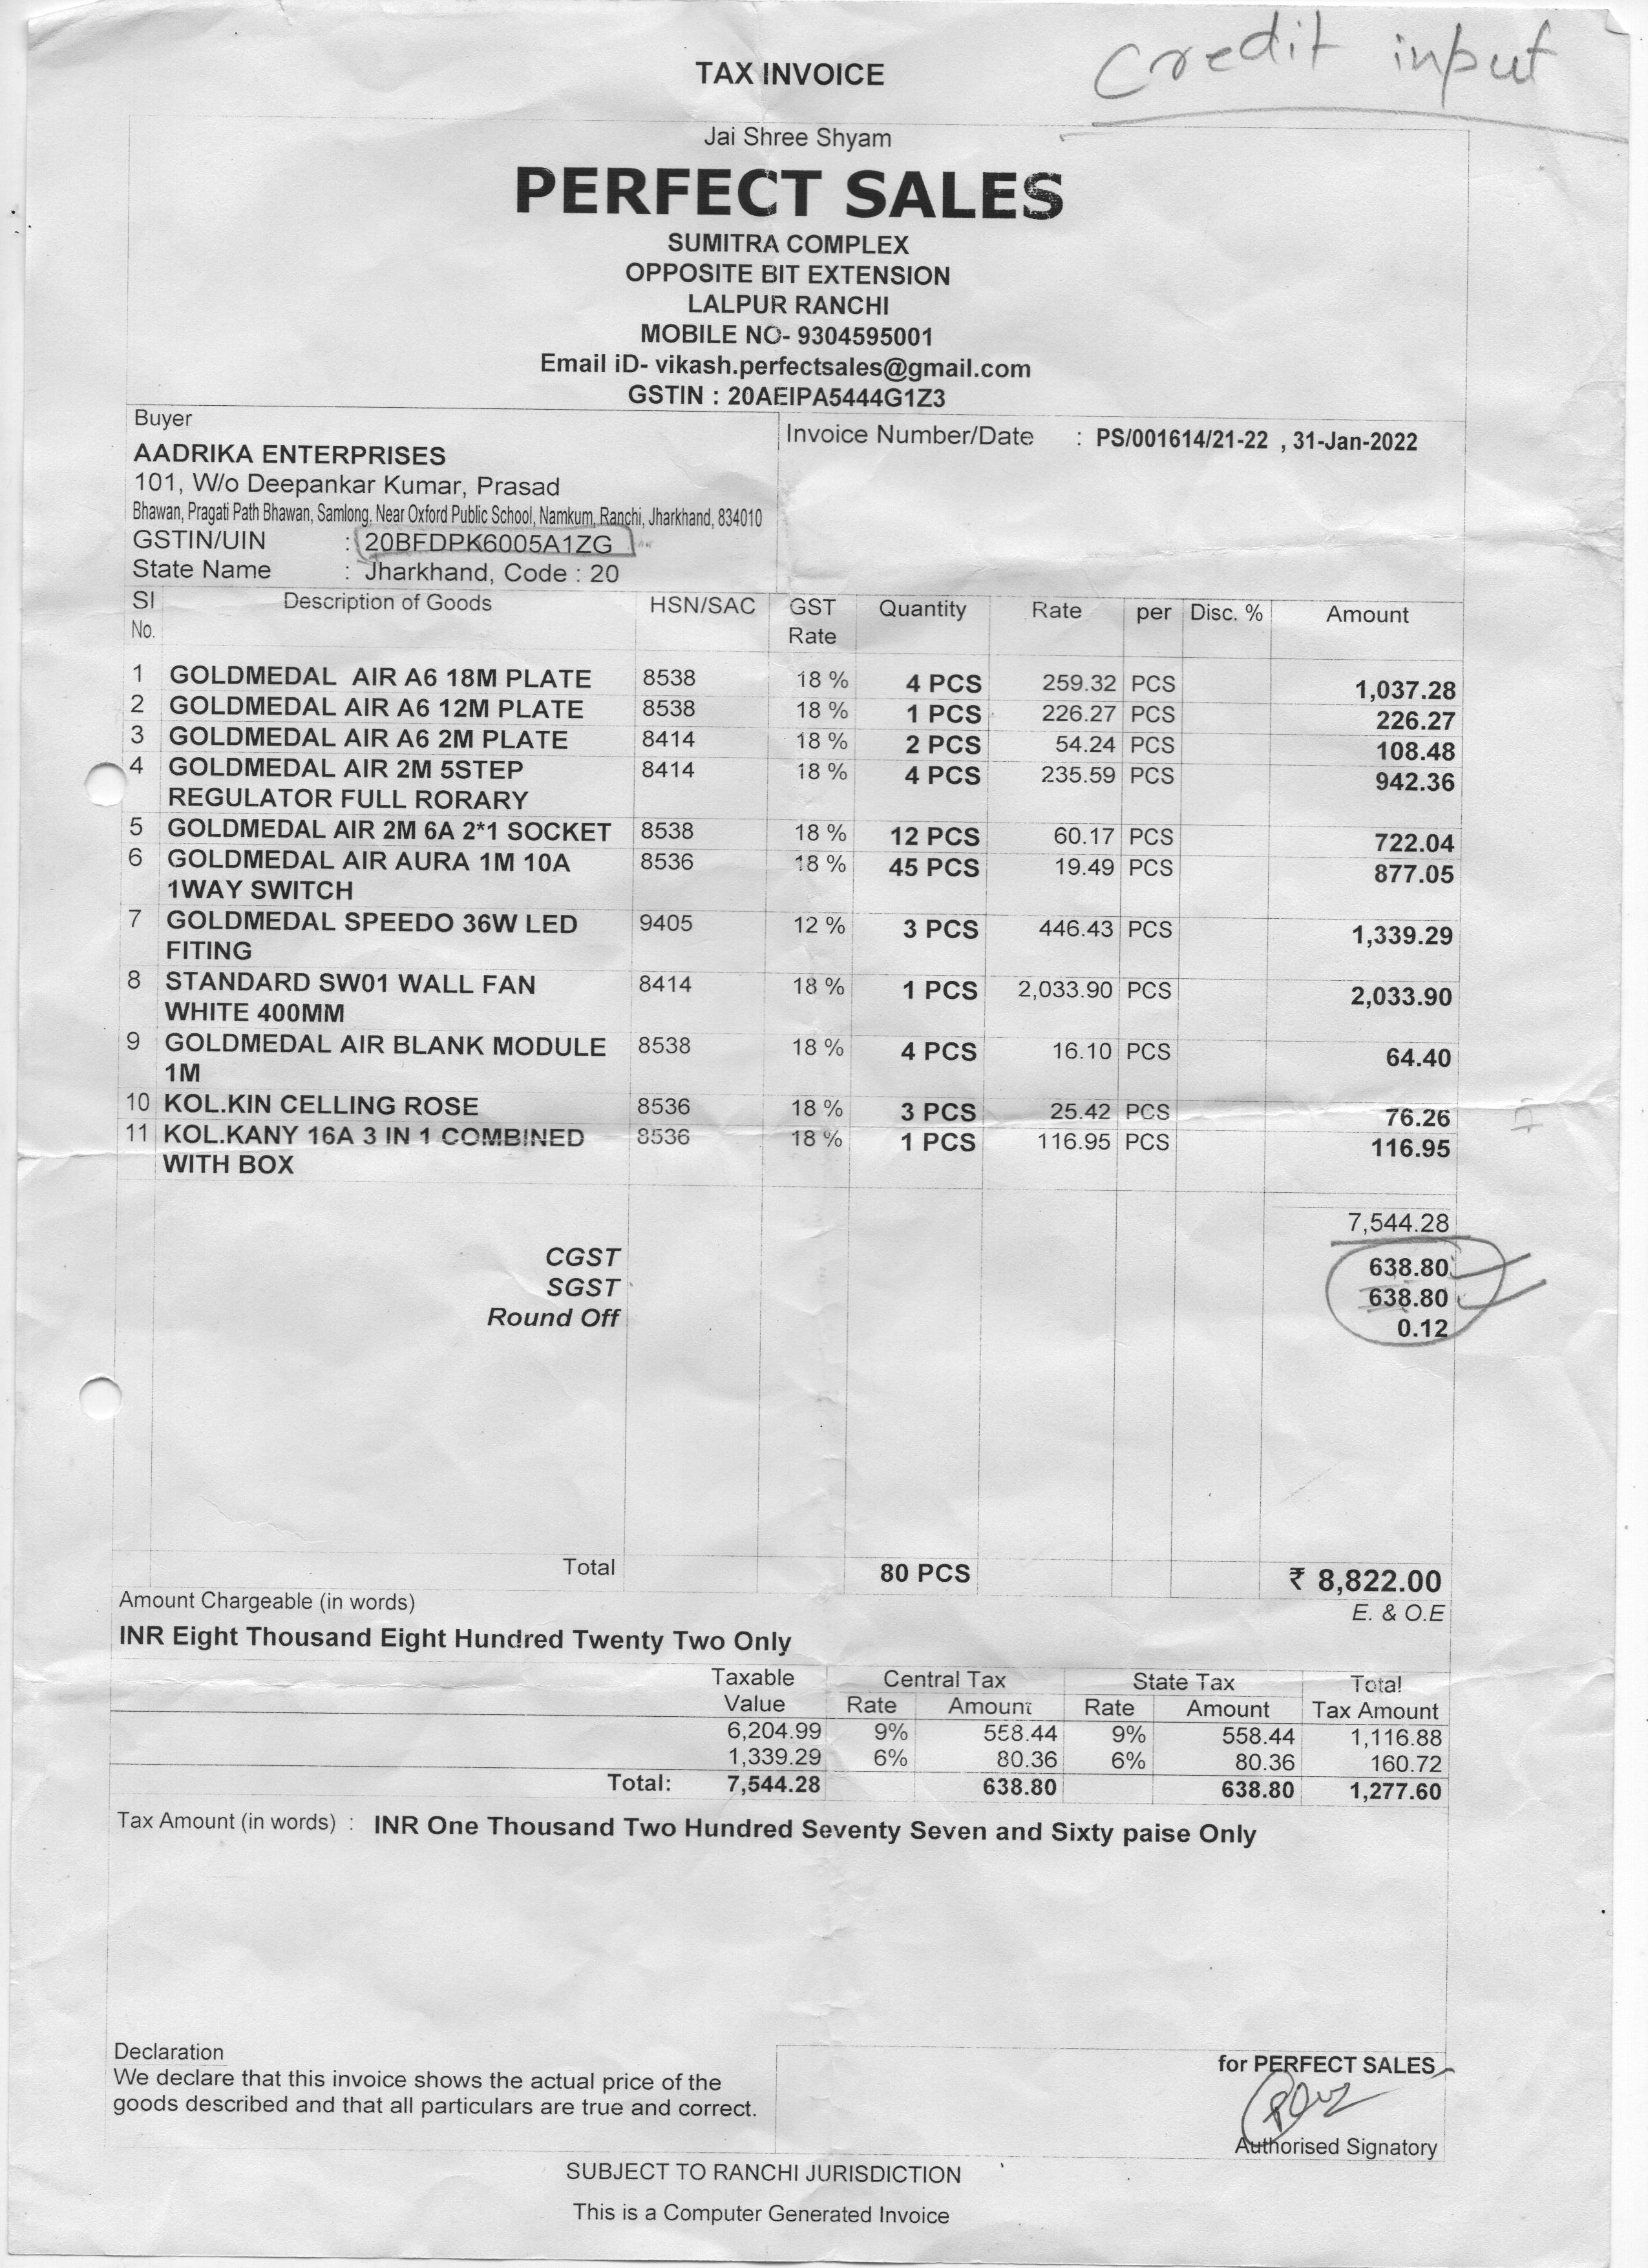 credit input
TAX INVOICE
Jai Shree Shyam
PERFECT SALES
SUMITRA COMPLEX
OPPOSITE BIT EXTENSION
LALPUR RANCHI
MOBILE NO- 9304595001
Email iD- vikash.perfectsales@gmail.com
GSTIN : 20AEIPA5444G1Z3
Buyer
AADRIKA ENTERPRISES
101, W/o Deepankar Kumar, Prasad
Bhawan, Pragati Path Bhawan, Samlong, Near Oxford Public School, Namkum, Ranchi, Jharkhand, 834010
GSTIN/UIN : 20BFDPK6005A1ZG
State Name : Jharkhand, Code : 20
Invoice Number/Date : PS/001614/21-22 , 31-Jan-2022
SI No. Description of Goods HSN/SAC GST Rate Quantity Rate per Disc. % Amount
1 GOLDMEDAL AIR A6 18M PLATE 8538 18 % 4 PCS 259.32 PCS 1,037.28
2 GOLDMEDAL AIR A6 12M PLATE 8538 18 % 1 PCS 226.27 PCS 226.27
3 GOLDMEDAL AIR A6 2M PLATE 8414 18 % 2 PCS 54.24 PCS 108.48
4 GOLDMEDAL AIR 2M 5STEP 8414 18 % 4 PCS 235.59 PCS 942.36
REGULATOR FULL RORARY
5 GOLDMEDAL AIR 2M 6A 2*1 SOCKET 8538 18 % 12 PCS 60.17 PCS 722.04
6 GOLDMEDAL AIR AURA 1M 10A 8536 18 % 45 PCS 19.49 PCS 877.05
1WAY SWITCH
7 GOLDMEDAL SPEEDO 36W LED 9405 12 % 3 PCS 446.43 PCS 1,339.29
FITING
8 STANDARD SW01 WALL FAN 8414 18 % 1 PCS 2,033.90 PCS 2,033.90
WHITE 400MM
9 GOLDMEDAL AIR BLANK MODULE 8538 18 % 4 PCS 16.10 PCS 64.40
1M
10 KOL.KIN CELLING ROSE 8536 18 % 3 PCS 25.42 PCS 76.26
11 KOL.KANY 16A 3 IN 1 COMBINED 8536 18 % 1 PCS 116.95 PCS 116.95
WITH BOX
7,544.28
CGST 638.80
SGST 638.80
Round Off 0.12
Total 80 PCS ₹ 8,822.00
Amount Chargeable (in words) E. & O.E
INR Eight Thousand Eight Hundred Twenty Two Only
Taxable Central Tax State Tax Total
Value Rate Amount Rate Amount Tax Amount
6,204.99 9% 558.44 9% 558.44 1,116.88
1,339.29 6% 80.36 6% 80.36 160.72
Total: 7,544.28 638.80 638.80 1,277.60
Tax Amount (in words) : INR One Thousand Two Hundred Seventy Seven and Sixty paise Only
Declaration
We declare that this invoice shows the actual price of the
goods described and that all particulars are true and correct.
for PERFECT SALES
Authorised Signatory
SUBJECT TO RANCHI JURISDICTION
This is a Computer Generated Invoice